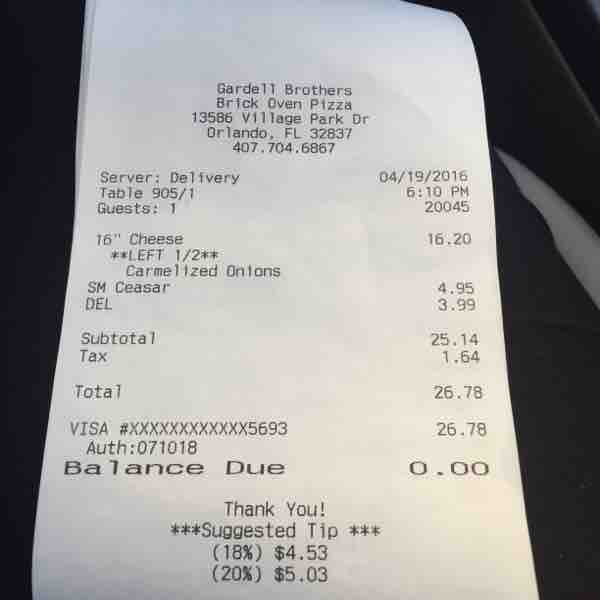 Gardell Brothers
Brick Oven Pizza
13586 Village Park Dr
Orlando, FL 32837
407.704.6867
Server: Delivery 04/19/2016
Table 905/1 6:10 PM
Guests: 1 20045
16" Cheese 16.20
**LEFT 1/2**
Carmelized Onions
SM Ceasar 4.95
DEL 3.99
Subtotal 25.14
Tax 1.64
Total 26.78
VISA #XXXXXXXXXXXX5693 26.78
Auth:071018
Balance Due 0.00
Thank You!
***Suggested Tip ***
(18%) $4.53
(20%) $5.03